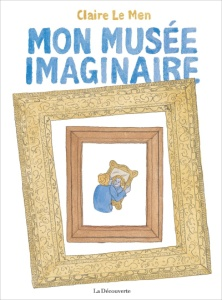 Claire Le Men
MON MUSÉE
IMAGINAIRE
La Découverte